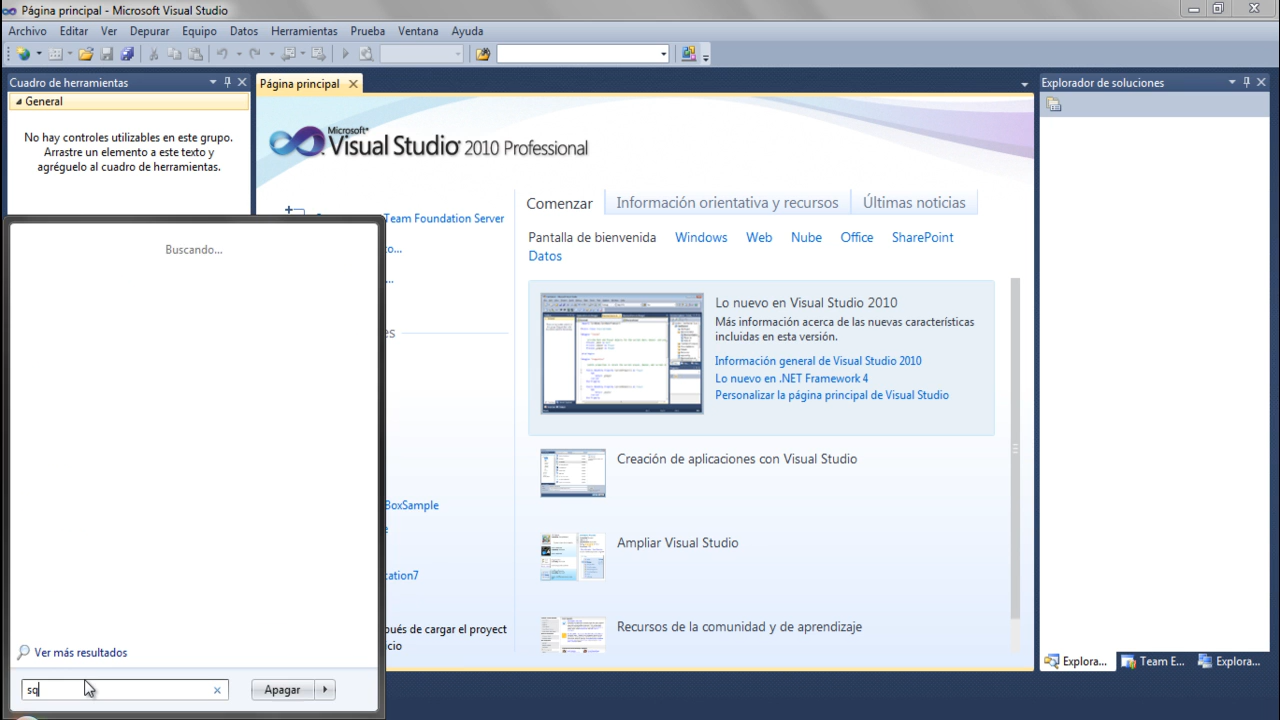 Página principal - Microsoft Visual Studio
Archivo Editar Ver Depurar Equipo Datos Herramientas Prueba Ventana Ayuda
Cuadro de herramientas
General
No hay controles utilizables en este grupo.
Arrastre un elemento a este texto y
agréguelo al cuadro de herramientas.
Página principal
Microsoft
Visual Studio 2010 Professional
Team Foundation Server
to...
es
BoxSample
cation7
pués de cargar el proyecto
cio
Comenzar Información orientativa y recursos Últimas noticias
Pantalla de bienvenida Windows Web Nube Office SharePoint
Datos
Lo nuevo en Visual Studio 2010
Más información acerca de las nuevas características
incluidas en esta versión.
Información general de Visual Studio 2010
Lo nuevo en .NET Framework 4
Personalizar la página principal de Visual Studio
Creación de aplicaciones con Visual Studio
Ampliar Visual Studio
Recursos de la comunidad y de aprendizaje
Explorador de soluciones
Explora... Team E... Explora...
Buscando...
Ver más resultados
sq
Apagar